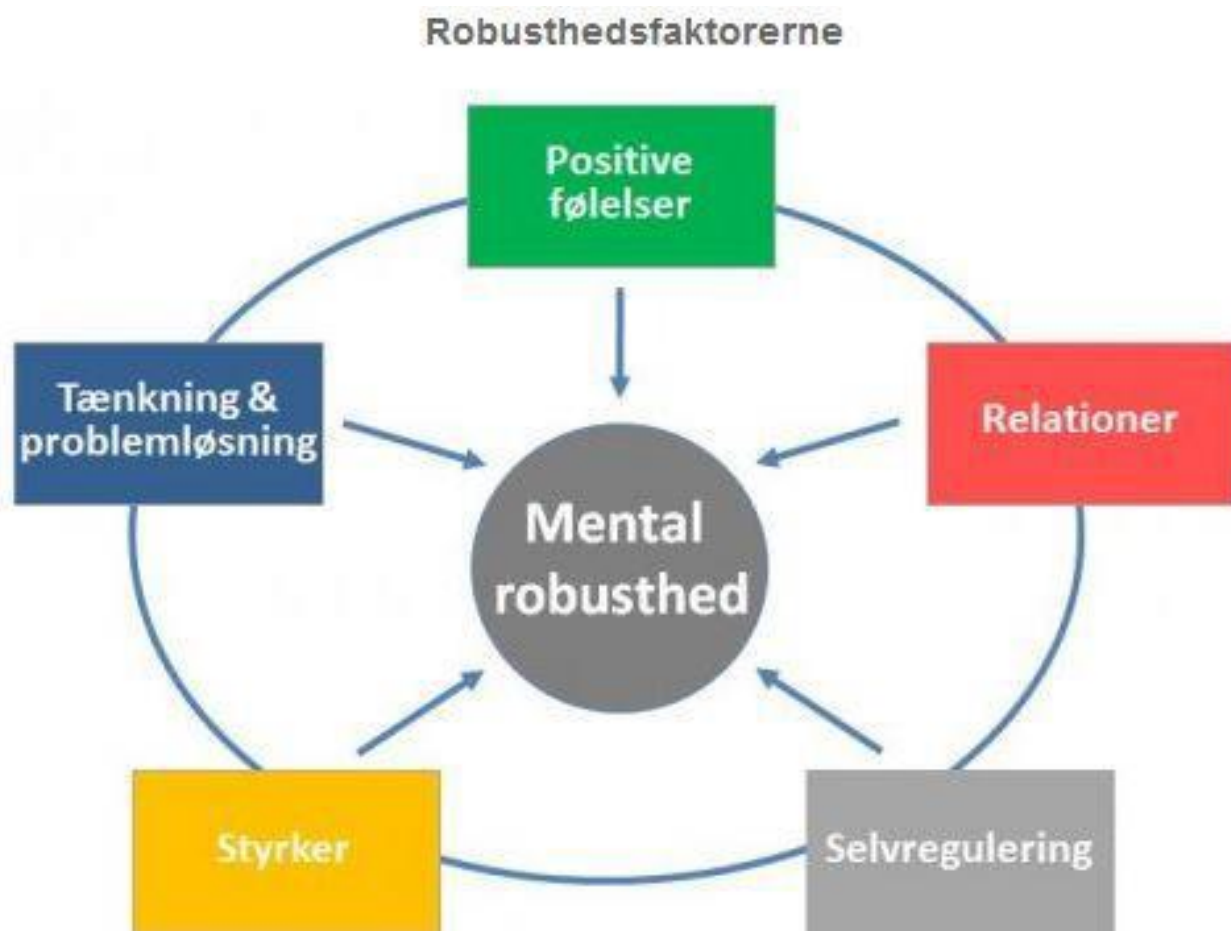 Robusthedsfaktorerne
Positive
følelser
Tænkning &
problemløsning
Relationer
Mental
robusthed
Styrker
Selvregulering